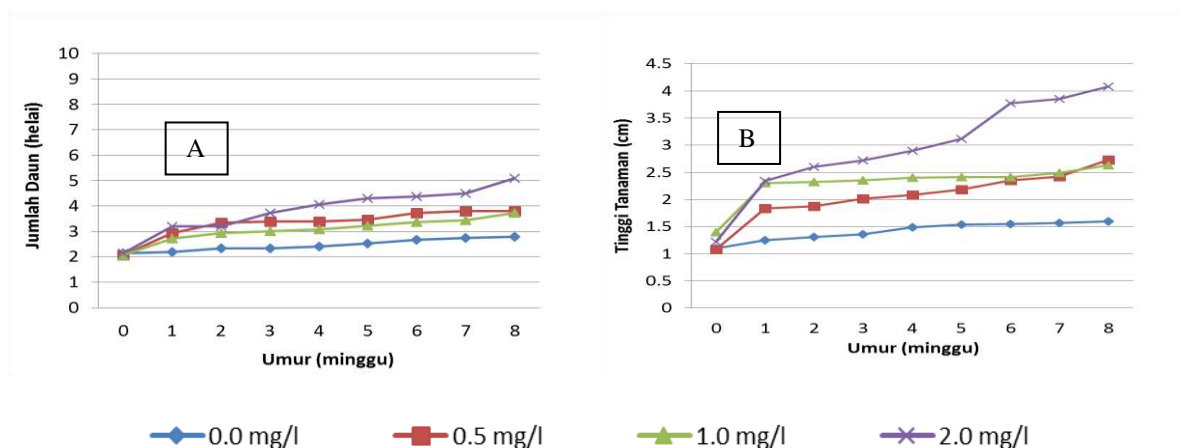 Jumlah Daun (helai)
10
9
8
7
6
5
4
3
2
1
0
A
0 1 2 3 4 5 6 7 8
Umur (minggu)
Tinggi Tanaman (cm)
4.5
4
3.5
3
2.5
2
1.5
1
0.5
0
B
0 1 2 3 4 5 6 7 8
Umur (minggu)
0.0 mg/l 0.5 mg/l 1.0 mg/l 2.0 mg/l